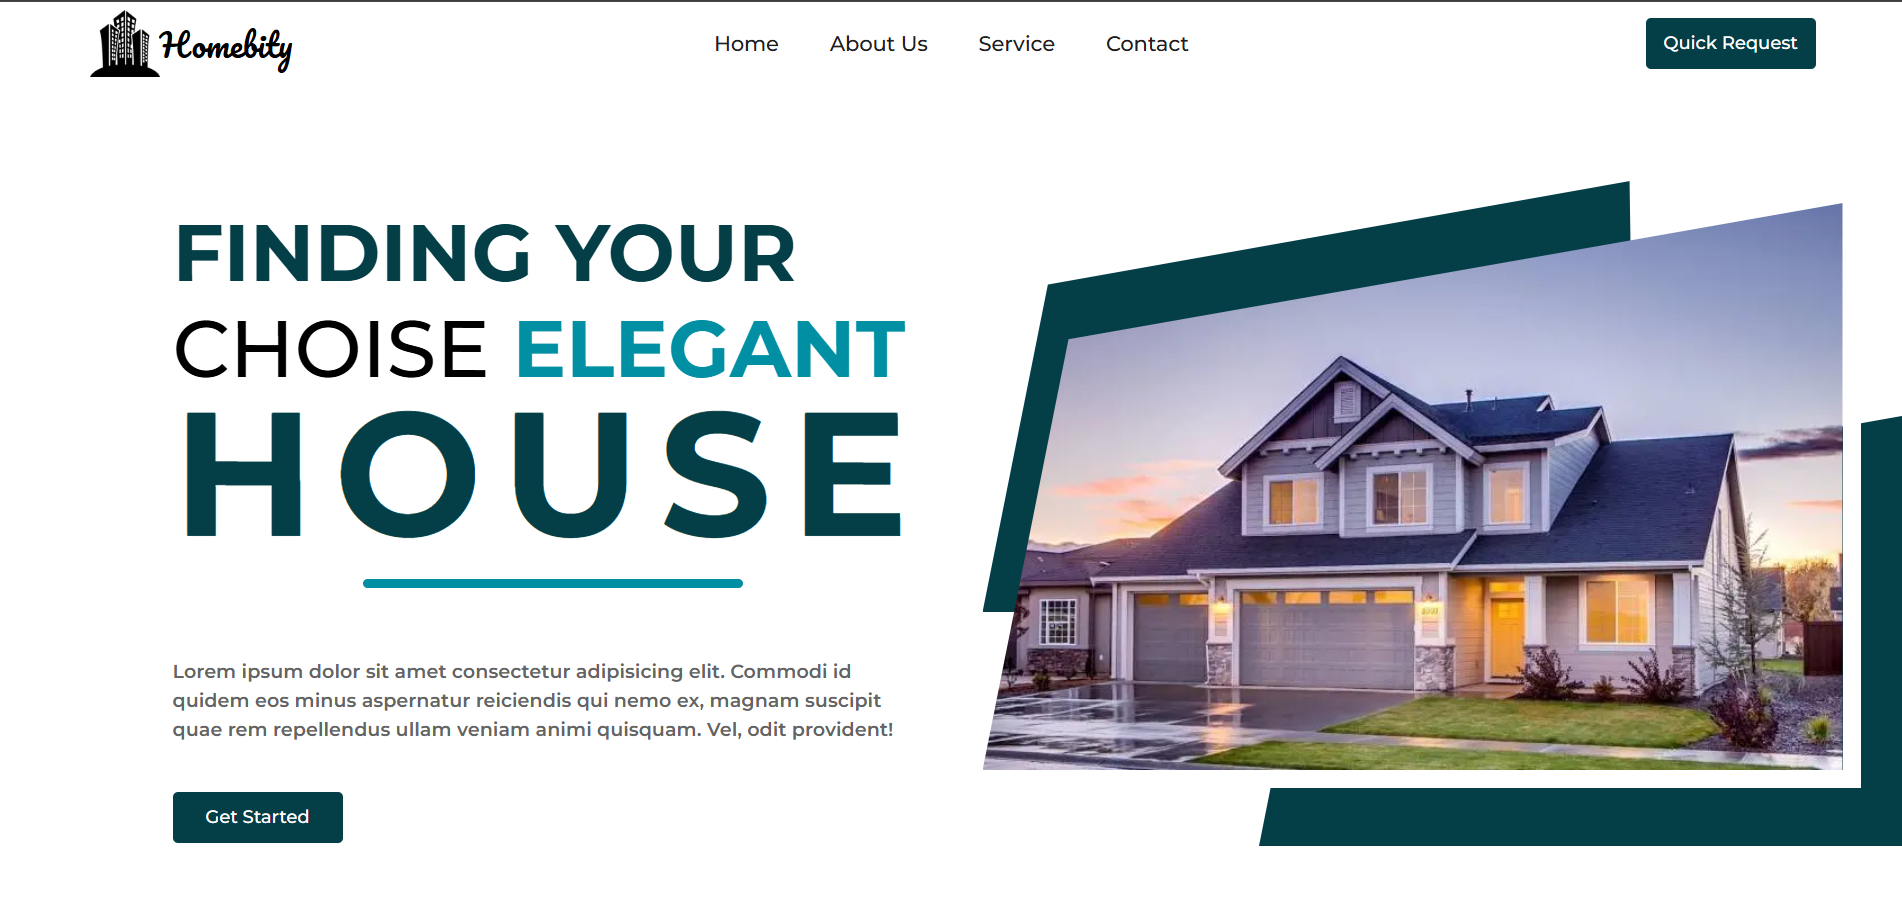 Homebity
Home About Us Service Contact
Quick Request
FINDING YOUR
CHOISE ELEGANT
HOUSE
Lorem ipsum dolor sit amet consectetur adipisicing elit. Commodi id
quidem eos minus aspernatur reiciendis qui nemo ex, magnam suscipit
quae rem repellendus ullam veniam animi quisquam. Vel, odit provident!
Get Started